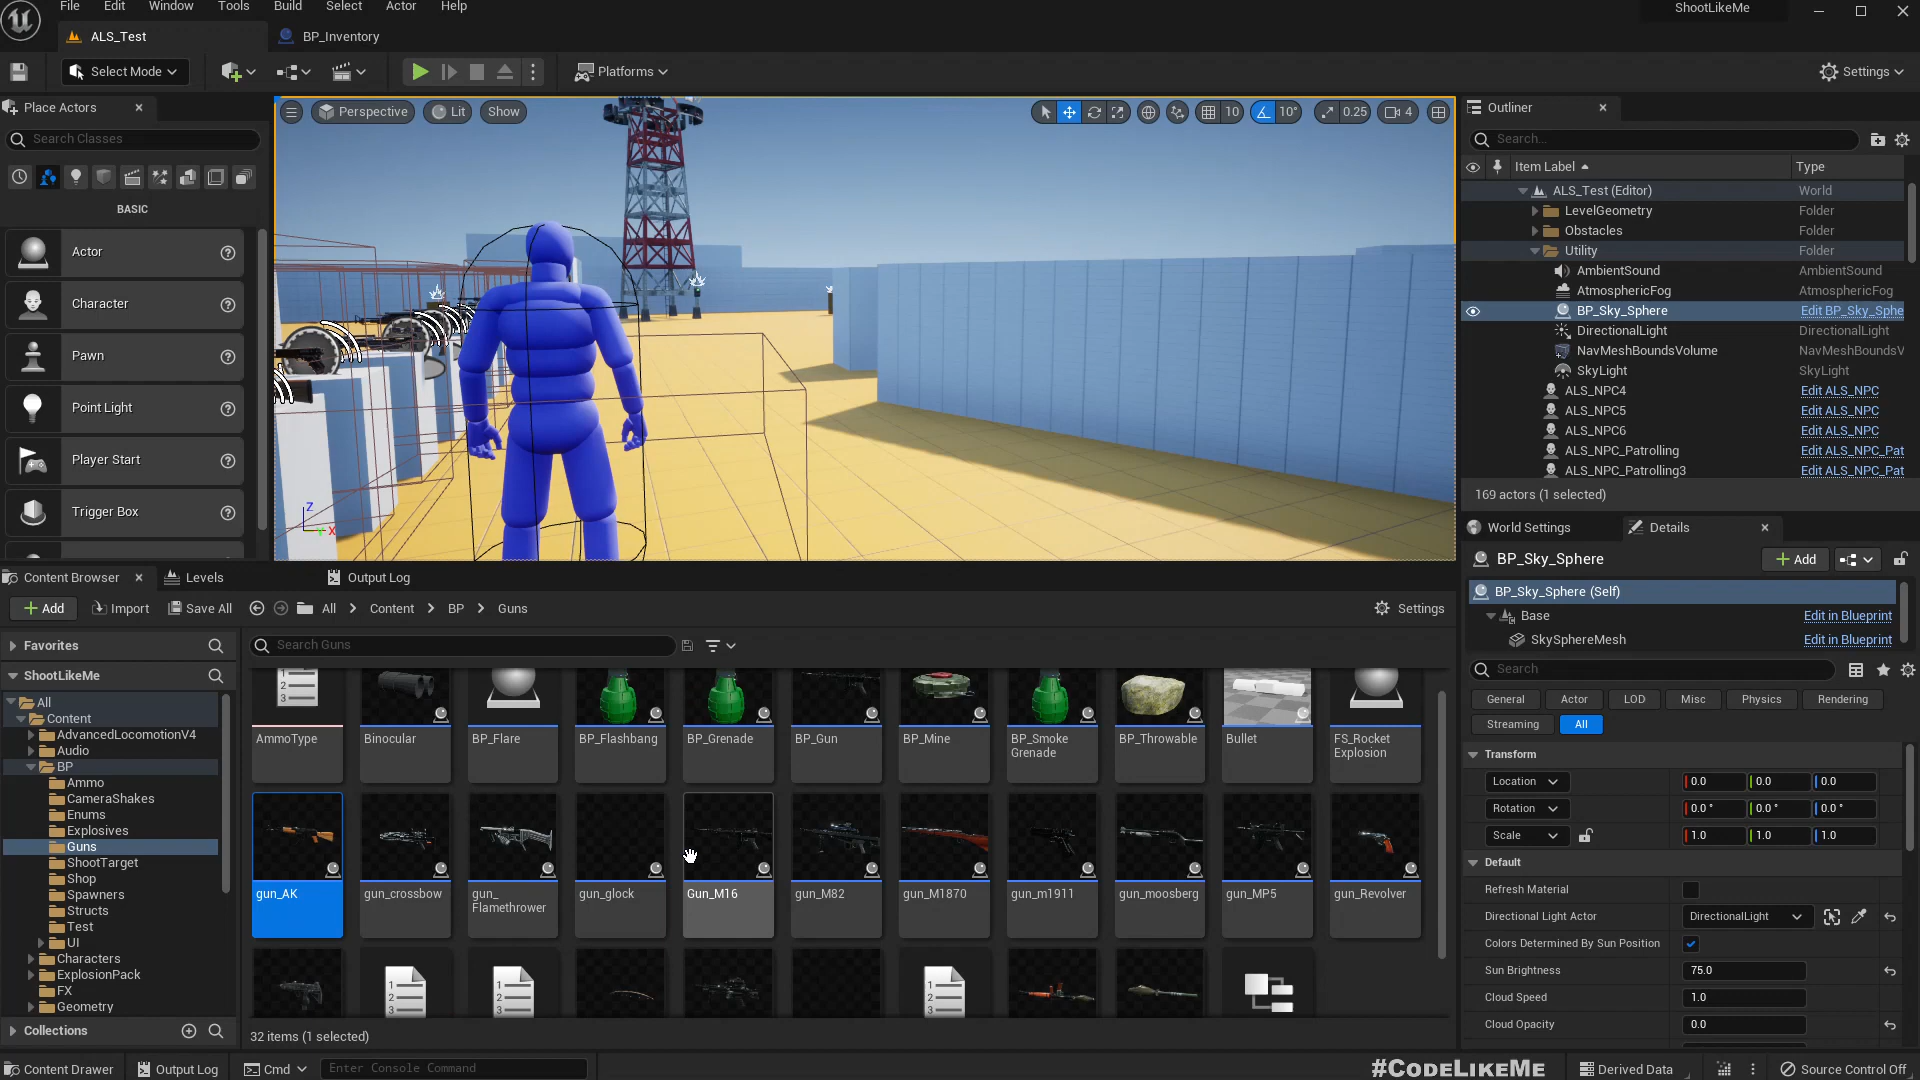 File Edit Window Tools Build Select Actor Help
ShootLikeMe
ALS_Test
BP_Inventory
Select Mode
Platforms
Settings
Place Actors
Search Classes
BASIC
Actor
Character
Pawn
Point Light
Player Start
Trigger Box
Perspective
Lit
Show
10
10°
0.25
4
Z
X
Outliner
Search...
Item Label
Type
ALS_Test (Editor)
World
LevelGeometry
Folder
Obstacles
Folder
Utility
Folder
AmbientSound
AmbientSound
AtmosphericFog
AtmosphericFog
BP_Sky_Sphere
Edit BP_Sky_Sphe
DirectionalLight
DirectionalLight
NavMeshBoundsVolume
NavMeshBoundsV
SkyLight
SkyLight
ALS_NPC4
Edit ALS_NPC
ALS_NPC5
Edit ALS_NPC
ALS_NPC6
Edit ALS_NPC
ALS_NPC_Patrolling
Edit ALS_NPC_Pat
ALS_NPC_Patrolling3
Edit ALS_NPC_Pat
169 actors (1 selected)
World Settings
Details
BP_Sky_Sphere
Add
BP_Sky_Sphere (Self)
Base
Edit in Blueprint
SkySphereMesh
Edit in Blueprint
Search
General
Actor
LOD
Misc
Physics
Rendering
Streaming
All
Transform
Location
0.0
0.0
0.0
Rotation
0.0 °
0.0 °
0.0 °
Scale
1.0
1.0
1.0
Default
Refresh Material
Directional Light Actor
DirectionalLight
Colors Determined By Sun Position
Sun Brightness
75.0
Cloud Speed
1.0
Cloud Opacity
0.0
Content Browser
Levels
Output Log
Add
Import
Save All
All
Content
BP
Guns
Settings
Favorites
ShootLikeMe
All
Content
AdvancedLocomotionV4
Audio
BP
Ammo
CameraShakes
Enums
Explosives
Guns
ShootTarget
Shop
Spawners
Structs
Test
UI
Characters
ExplosionPack
FX
Geometry
Collections
Search Guns
AmmoType
Binocular
BP_Flare
BP_Flashbang
BP_Grenade
BP_Gun
BP_Mine
BP_Smoke
Grenade
BP_Throwable
Bullet
FS_Rocket
Explosion
gun_AK
gun_crossbow
gun_
Flamethrower
gun_glock
Gun_M16
gun_M82
gun_M1870
gun_m1911
gun_moosberg
gun_MP5
gun_Revolver
32 items (1 selected)
Content Drawer
Output Log
Cmd
Enter Console Command
#CODELIKEME
Derived Data
Source Control Off